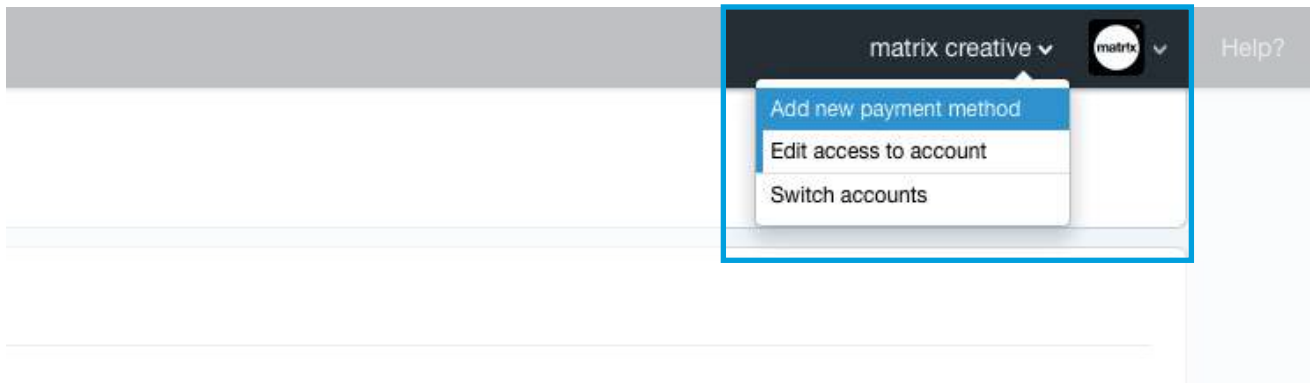 matrix creative
matrix
Help?
Add new payment method
Edit access to account
Switch accounts